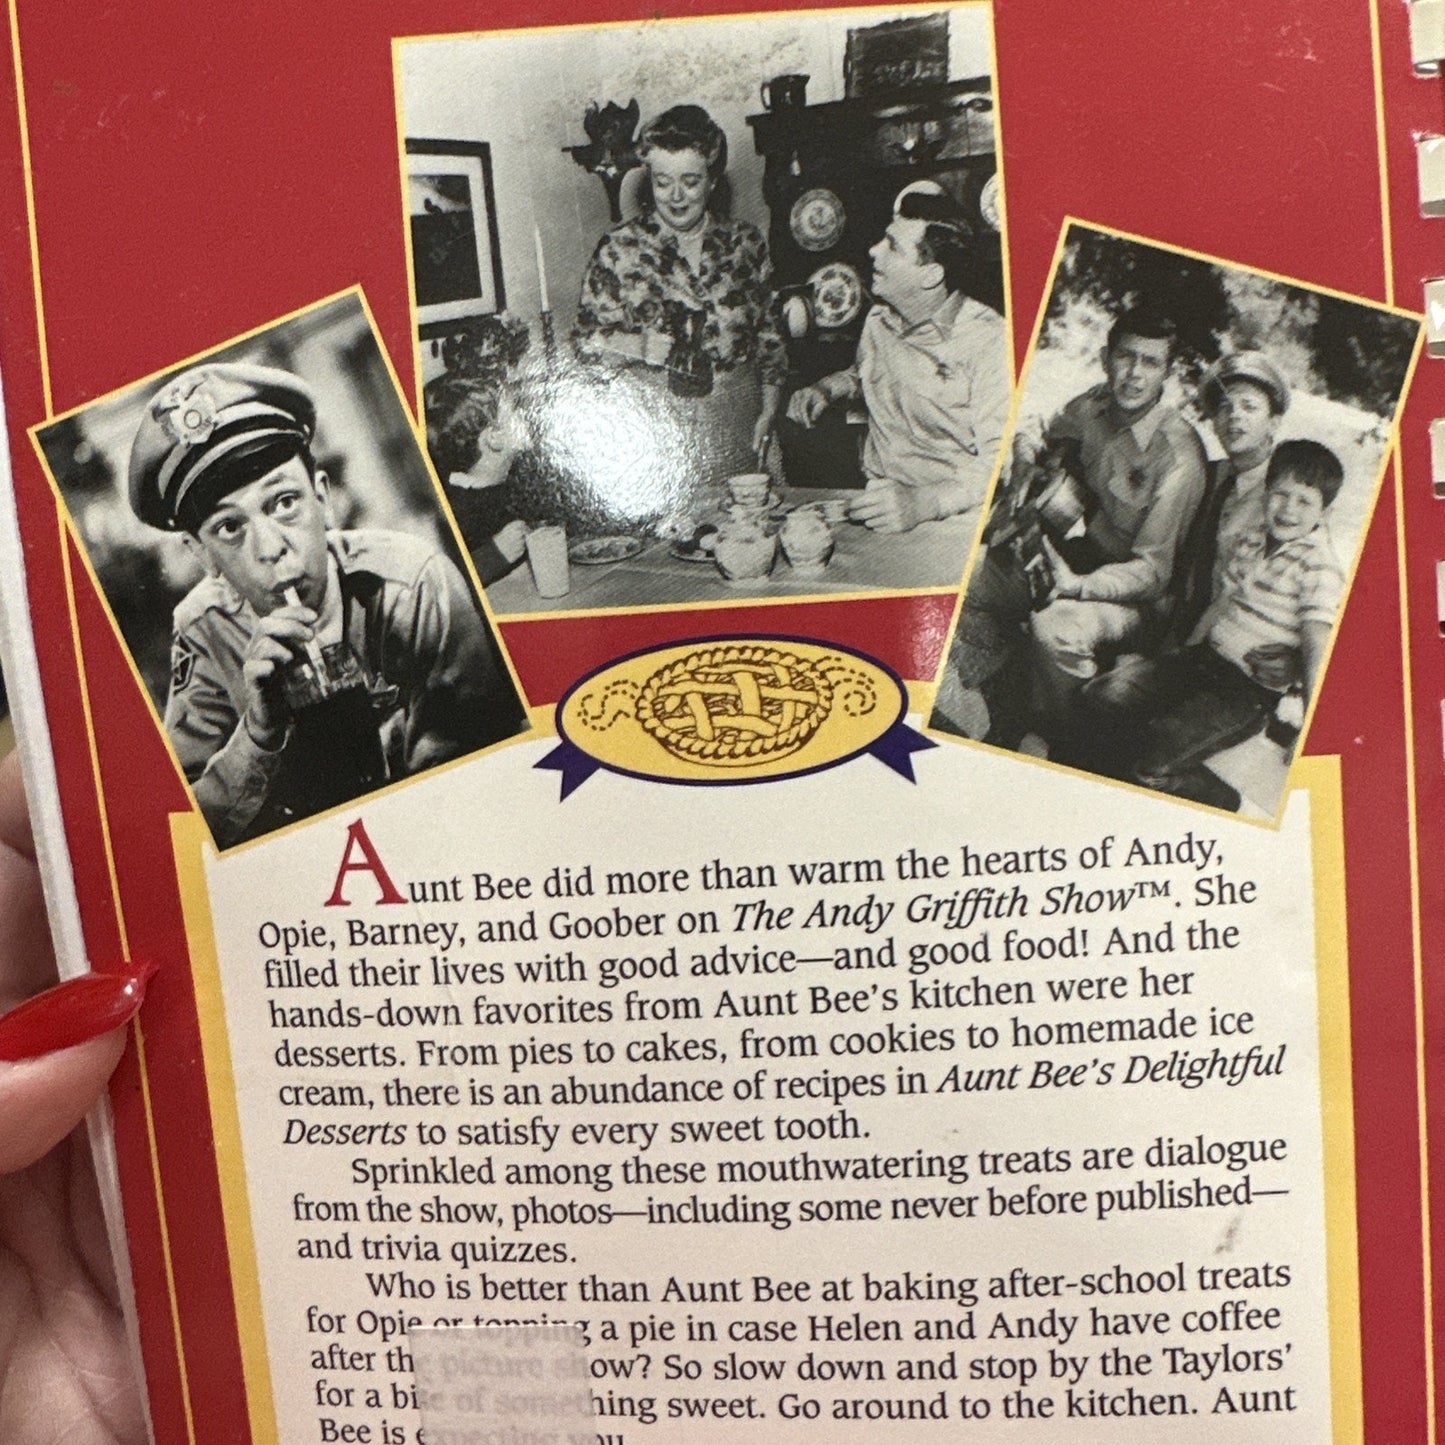 Aunt Bee did more than warm the hearts of Andy,
Opie, Barney, and Goober on The Andy Griffith Show™. She
filled their lives with good advice—and good food! And the
hands-down favorites from Aunt Bee's kitchen were her
desserts. From pies to cakes, from cookies to homemade ice
cream, there is an abundance of recipes in Aunt Bee's Delightful
Desserts to satisfy every sweet tooth.
Sprinkled among these mouthwatering treats are dialogue
from the show, photos—including some never before published—
and trivia quizzes.
Who is better than Aunt Bee at baking after-school treats
for Opie or topping a pie in case Helen and Andy have coffee
after the picture show? So slow down and stop by the Taylors'
for a bite of something sweet. Go around to the kitchen. Aunt
Bee is expecting you